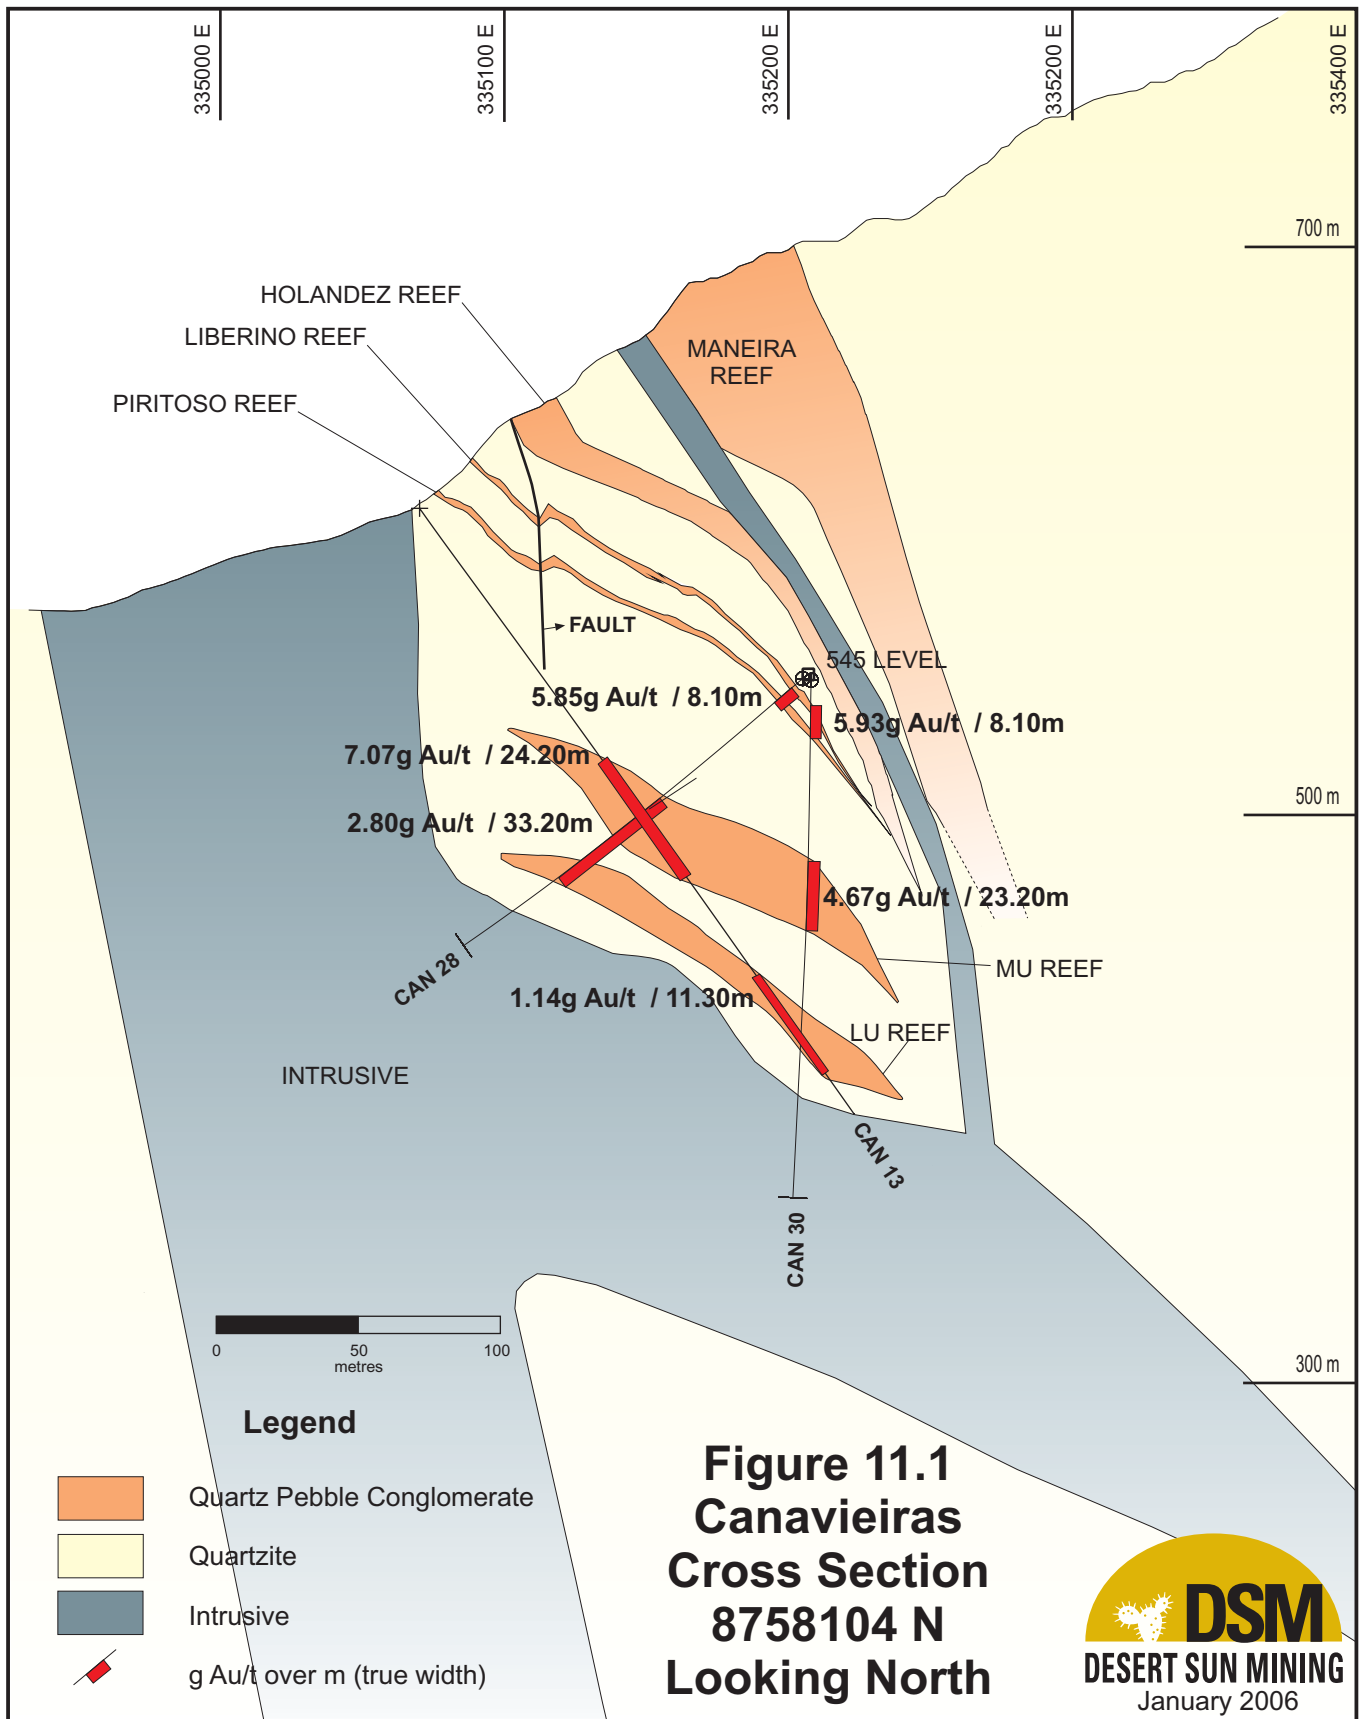 335000 E
335100 E
335200 E
335200 E
335400 E
700 m
HOLANDEZ REEF
LIBERINO REEF
MANEIRA
REEF
PIRITOSO REEF
FAULT
545 LEVEL
5.85g Au/t / 8.10m
5.93g Au/t / 8.10m
7.07g Au/t / 24.20m
500 m
2.80g Au/t / 33.20m
4.67g Au/t / 23.20m
MU REEF
CAN 28
1.14g Au/t / 11.30m
LU REEF
INTRUSIVE
CAN 13
CAN 30
0
50
100
metres
300 m
Legend
Quartz Pebble Conglomerate
Quartzite
Intrusive
g Au/t over m (true width)
Figure 11.1
Canavieiras
Cross Section
8758104 N
Looking North
DSM
DESERT SUN MINING
January 2006